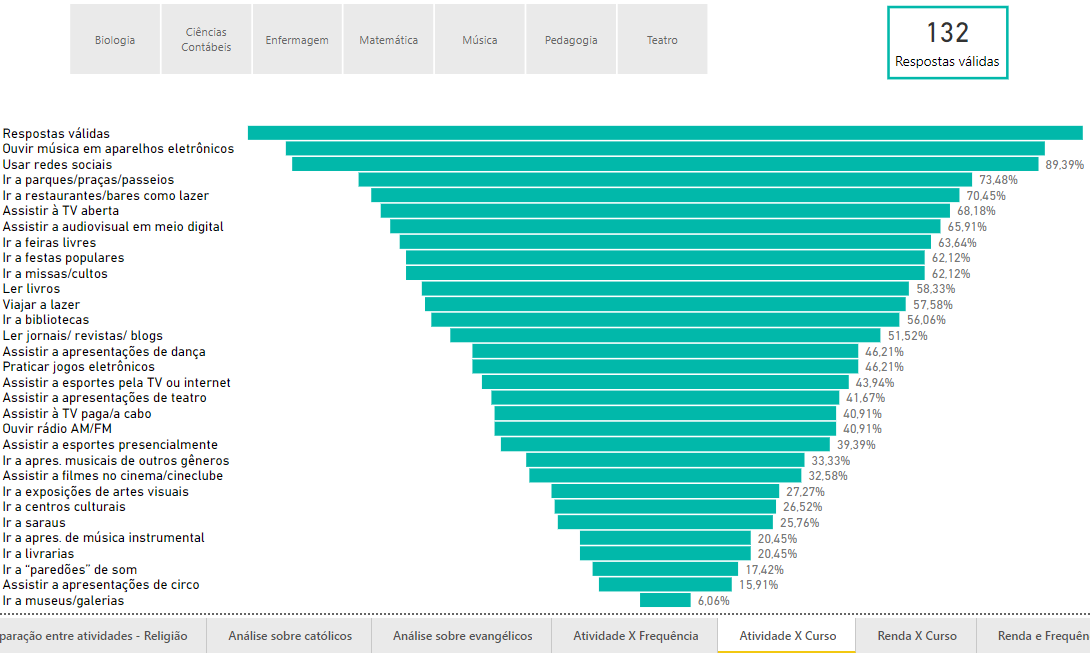 Biologia
Ciências
Contábeis
Enfermagem
Matemática
Música
Pedagogia
Teatro
132
Respostas válidas
Respostas válidas
Ouvir música em aparelhos eletrônicos
Usar redes sociais 89,39%
Ir a parques/praças/passeios 73,48%
Ir a restaurantes/bares como lazer 70,45%
Assistir à TV aberta 68,18%
Assistir a audiovisual em meio digital 65,91%
Ir a feiras livres 63,64%
Ir a festas populares 62,12%
Ir a missas/cultos 62,12%
Ler livros 58,33%
Viajar a lazer 57,58%
Ir a bibliotecas 56,06%
Ler jornais/ revistas/ blogs 51,52%
Assistir a apresentações de dança 46,21%
Praticar jogos eletrônicos 46,21%
Assistir a esportes pela TV ou internet 43,94%
Assistir a apresentações de teatro 41,67%
Assistir à TV paga/a cabo 40,91%
Ouvir rádio AM/FM 40,91%
Assistir a esportes presencialmente 39,39%
Ir a apres. musicais de outros gêneros 33,33%
Assistir a filmes no cinema/cineclube 32,58%
Ir a exposições de artes visuais 27,27%
Ir a centros culturais 26,52%
Ir a saraus 25,76%
Ir a apres. de música instrumental 20,45%
Ir a livrarias 20,45%
Ir a “paredões” de som 17,42%
Assistir a apresentações de circo 15,91%
Ir a museus/galerias 6,06%
paração entre atividades - Religião
Análise sobre católicos
Análise sobre evangélicos
Atividade X Frequência
Atividade X Curso
Renda X Curso
Renda e Frequên